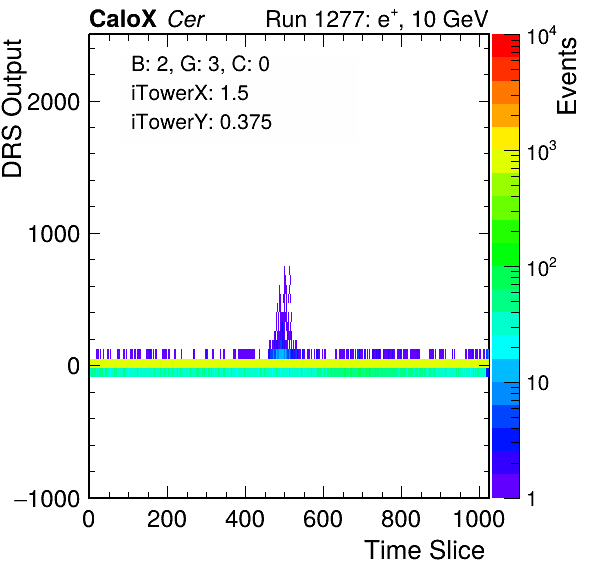 CaloX Cer Run 1277: e⁺, 10 GeV
B: 2, G: 3, C: 0
iTowerX: 1.5
iTowerY: 0.375
DRS Output
2000
1000
0
−1000
0 200 400 600 800 1000
Time Slice
Events
10⁴
10³
10²
10
1